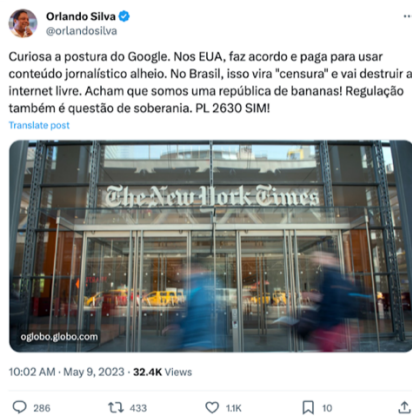 Orlando Silva
@orlandosilva
Curiosa a postura do Google. Nos EUA, faz acordo e paga para usar
conteúdo jornalístico alheio. No Brasil, isso vira "censura" e vai destruir a
internet livre. Acham que somos uma república de bananas! Regulação
também é questão de soberania. PL 2630 SIM!
Translate post
The New York Times
oglobo.globo.com
10:02 AM · May 9, 2023 · 32.4K Views
286 433 1.1K 10